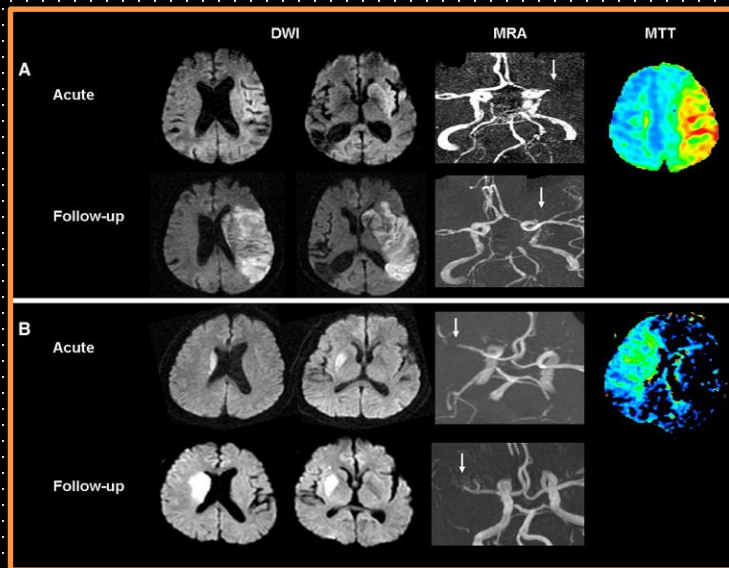 DWI MRA MTT
A
Acute
Follow-up
B
Acute
Follow-up